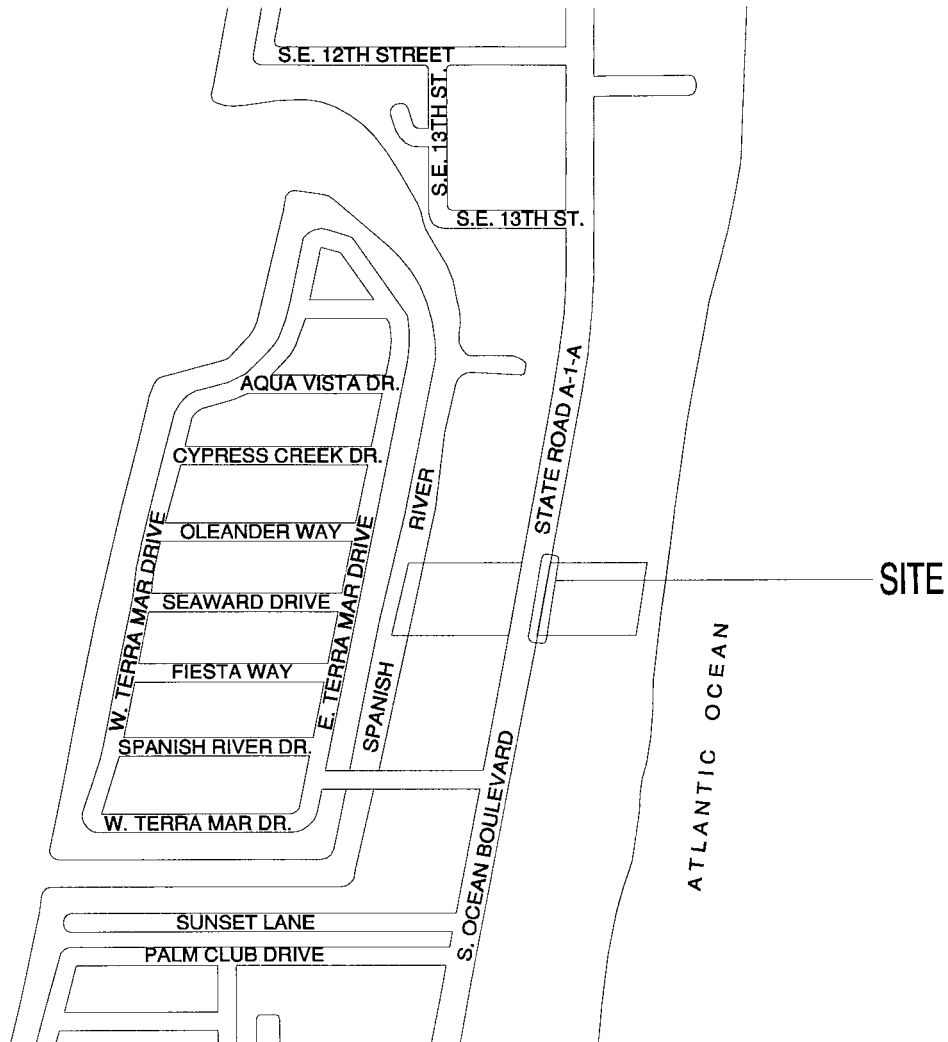 S.E. 12TH STREET
S.E. 13TH ST.
S.E. 13TH ST.
AQUA VISTA DR.
STATE ROAD A-1-A
CYPRESS CREEK DR.
RIVER
OLEANDER WAY
W. TERRA MAR DRIVE
E. TERRA MAR DRIVE
SITE
SEAWARD DRIVE
FIESTA WAY
SPANISH
ATLANTIC OCEAN
SPANISH RIVER DR.
W. TERRA MAR DR.
S. OCEAN BOULEVARD
SUNSET LANE
PALM CLUB DRIVE